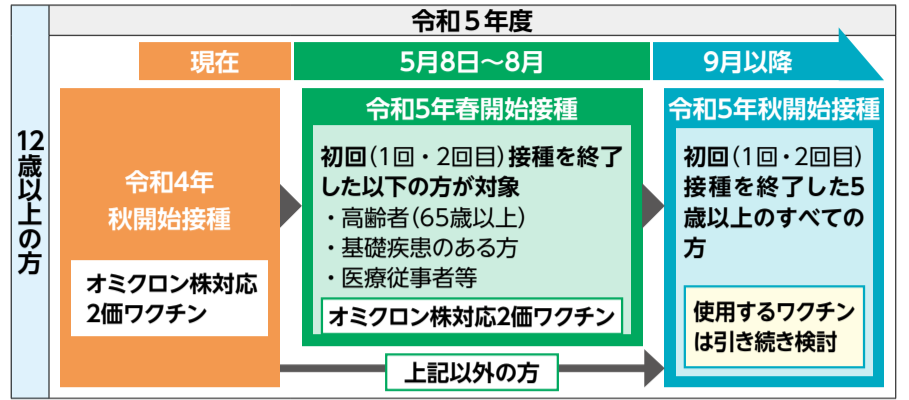 令和５年度
12歳以上の方
現在
5月8日～8月
9月以降
令和4年
秋開始接種
オミクロン株対応
2価ワクチン
令和5年春開始接種
初回（1回・2回目）接種を終了
した以下の方が対象
・高齢者（65歳以上）
・基礎疾患のある方
・医療従事者等
オミクロン株対応2価ワクチン
令和5年秋開始接種
初回（1回・2回目）
接種を終了した5
歳以上のすべての
方
使用するワクチン
は引き続き検討
上記以外の方